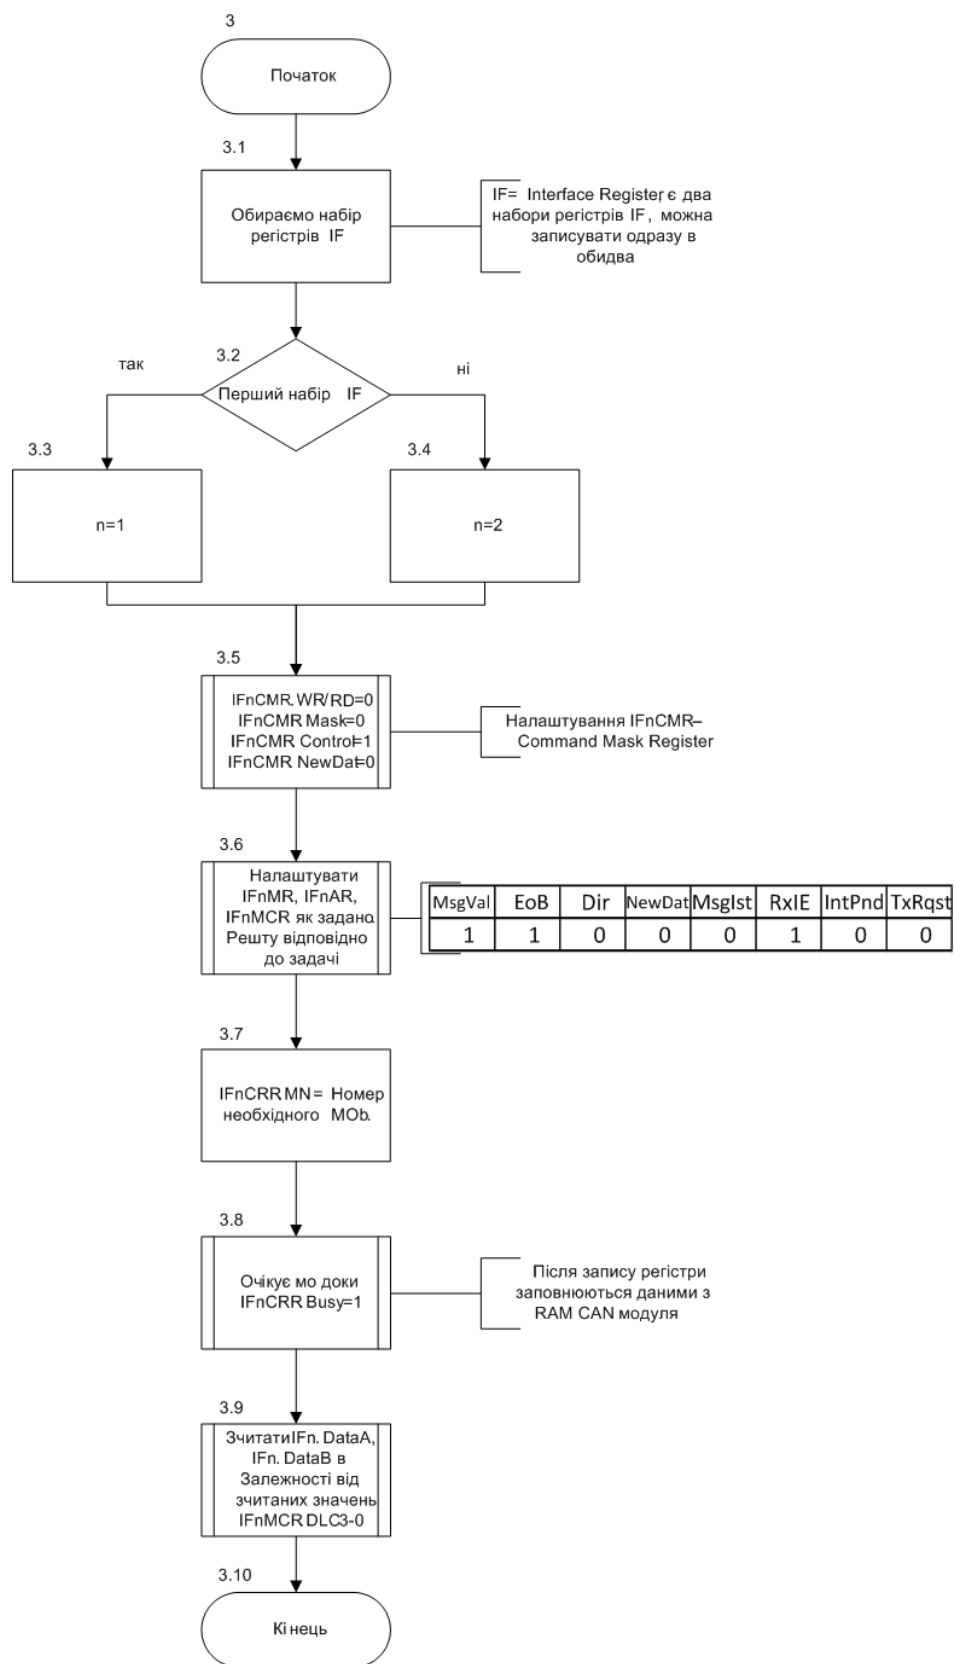 3
Початок
3.1
Обираємо набір
регістрів IF
IF= Interface Register, є два
набори регістрів IF, можна
записувати одразу в
обидва
3.2
так
ні
Перший набір IF
3.3
3.4
n=1
n=2
3.5
IFnCMR.WR/RD=0
IFnCMR.Mask=0
IFnCMR.Control=1
IFnCMR.NewDat=0
Налаштування IFnCMR–
Command Mask Register
3.6
Налаштувати
IFnMR, IFnAR,
IFnMCR як задано.
Решту відповідно
до задачі
MsgVal EoB Dir NewDat MsgIst RxIE IntPnd TxRqst
1 1 0 0 0 1 0 0
3.7
IFnCRR.MN= Номер
необхідного MOb.
3.8
Очікує мо доки
IFnCRR.Busy=1
Після запису регістри
заповнюються даними з
RAM CAN модуля
3.9
Зчитати IFn.DataA,
IFn.DataB в
Залежності від
зчитаних значень
IFnMCR.DLC3-0
3.10
Кінець